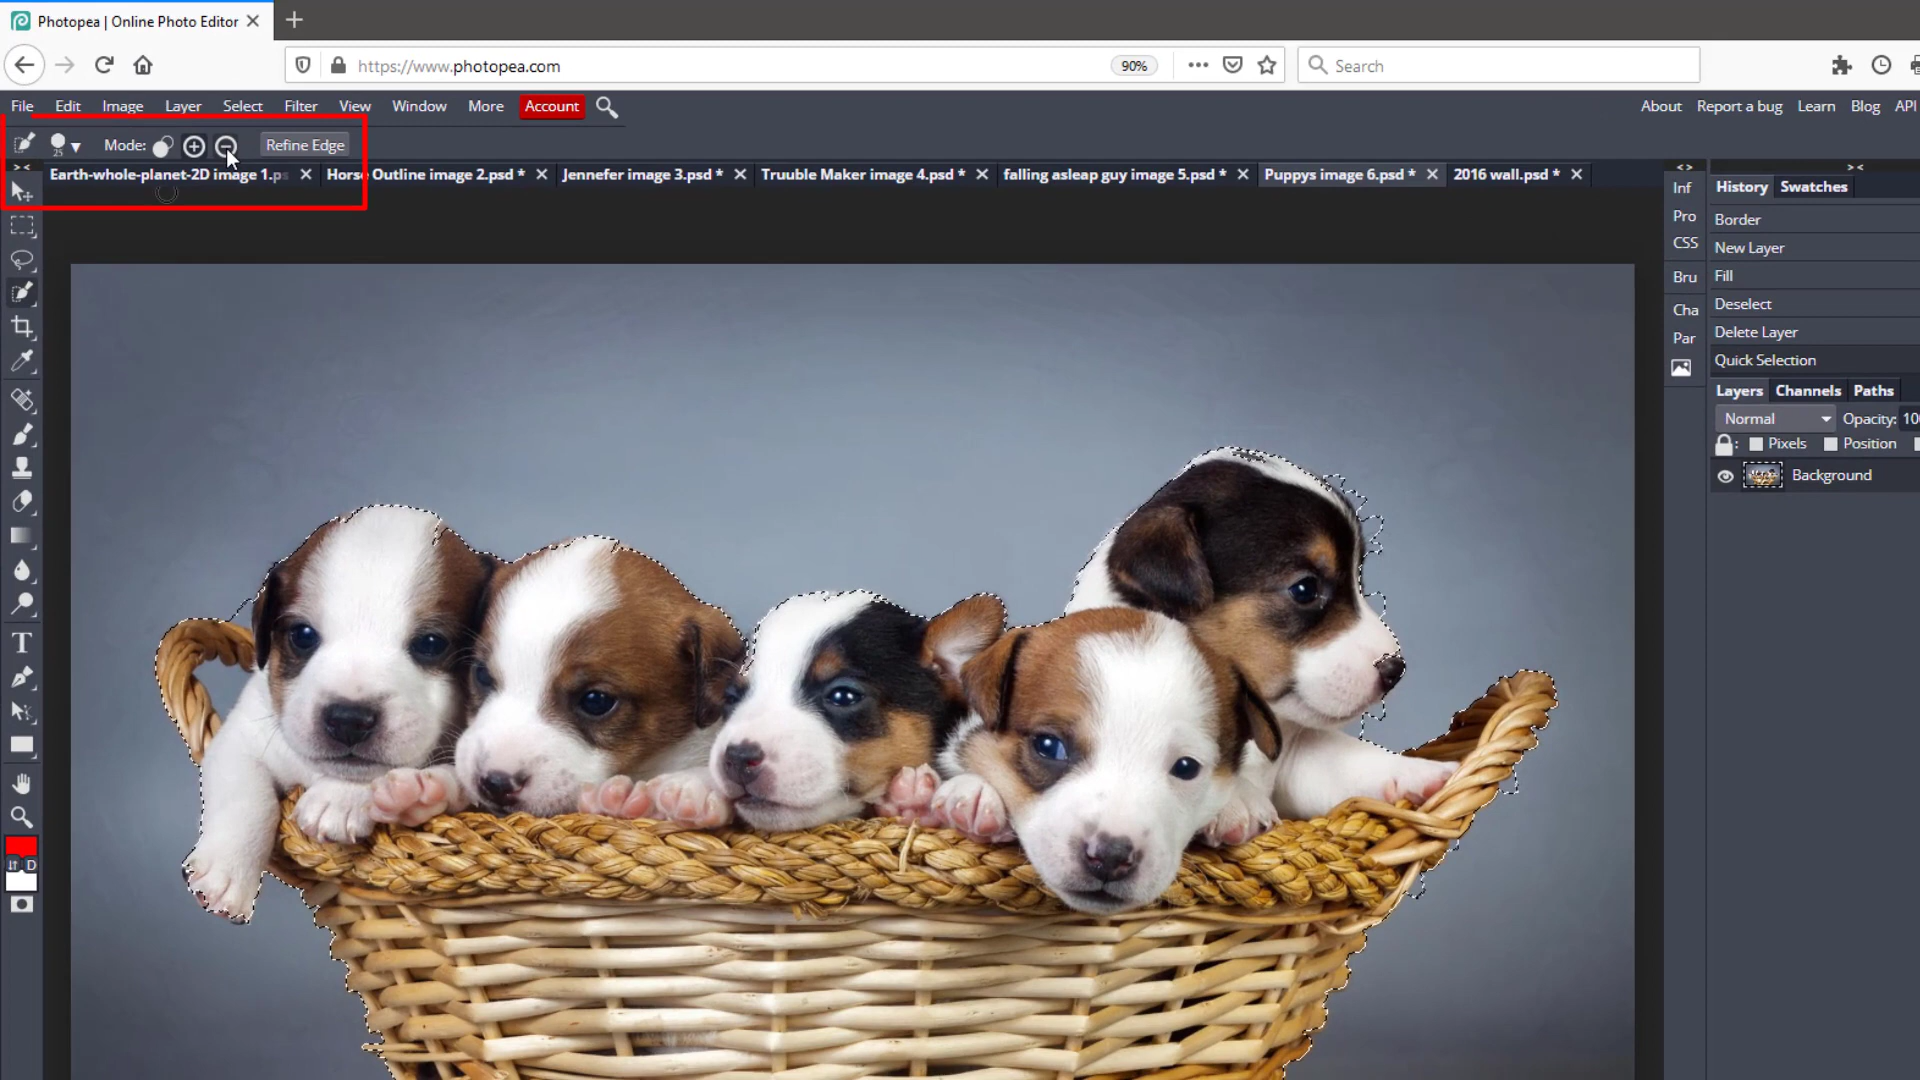 Photopea | Online Photo Editor
https://www.photopea.com 90% Search
File Edit Image Layer Select Filter View Window More Account About Report a bug Learn Blog API
25 Mode: Refine Edge
Earth-whole-planet-2D image 1.p Horse Outline image 2.psd * Jennefer image 3.psd * Truuble Maker image 4.psd * falling asleep guy image 5.psd * Puppys image 6.psd * 2016 wall.psd *
Inf
Pro
CSS
Bru
Cha
Par
History Swatches
Border
New Layer
Fill
Deselect
Delete Layer
Quick Selection
Layers Channels Paths
Normal Opacity: 100
: Pixels Position
Background
T
D